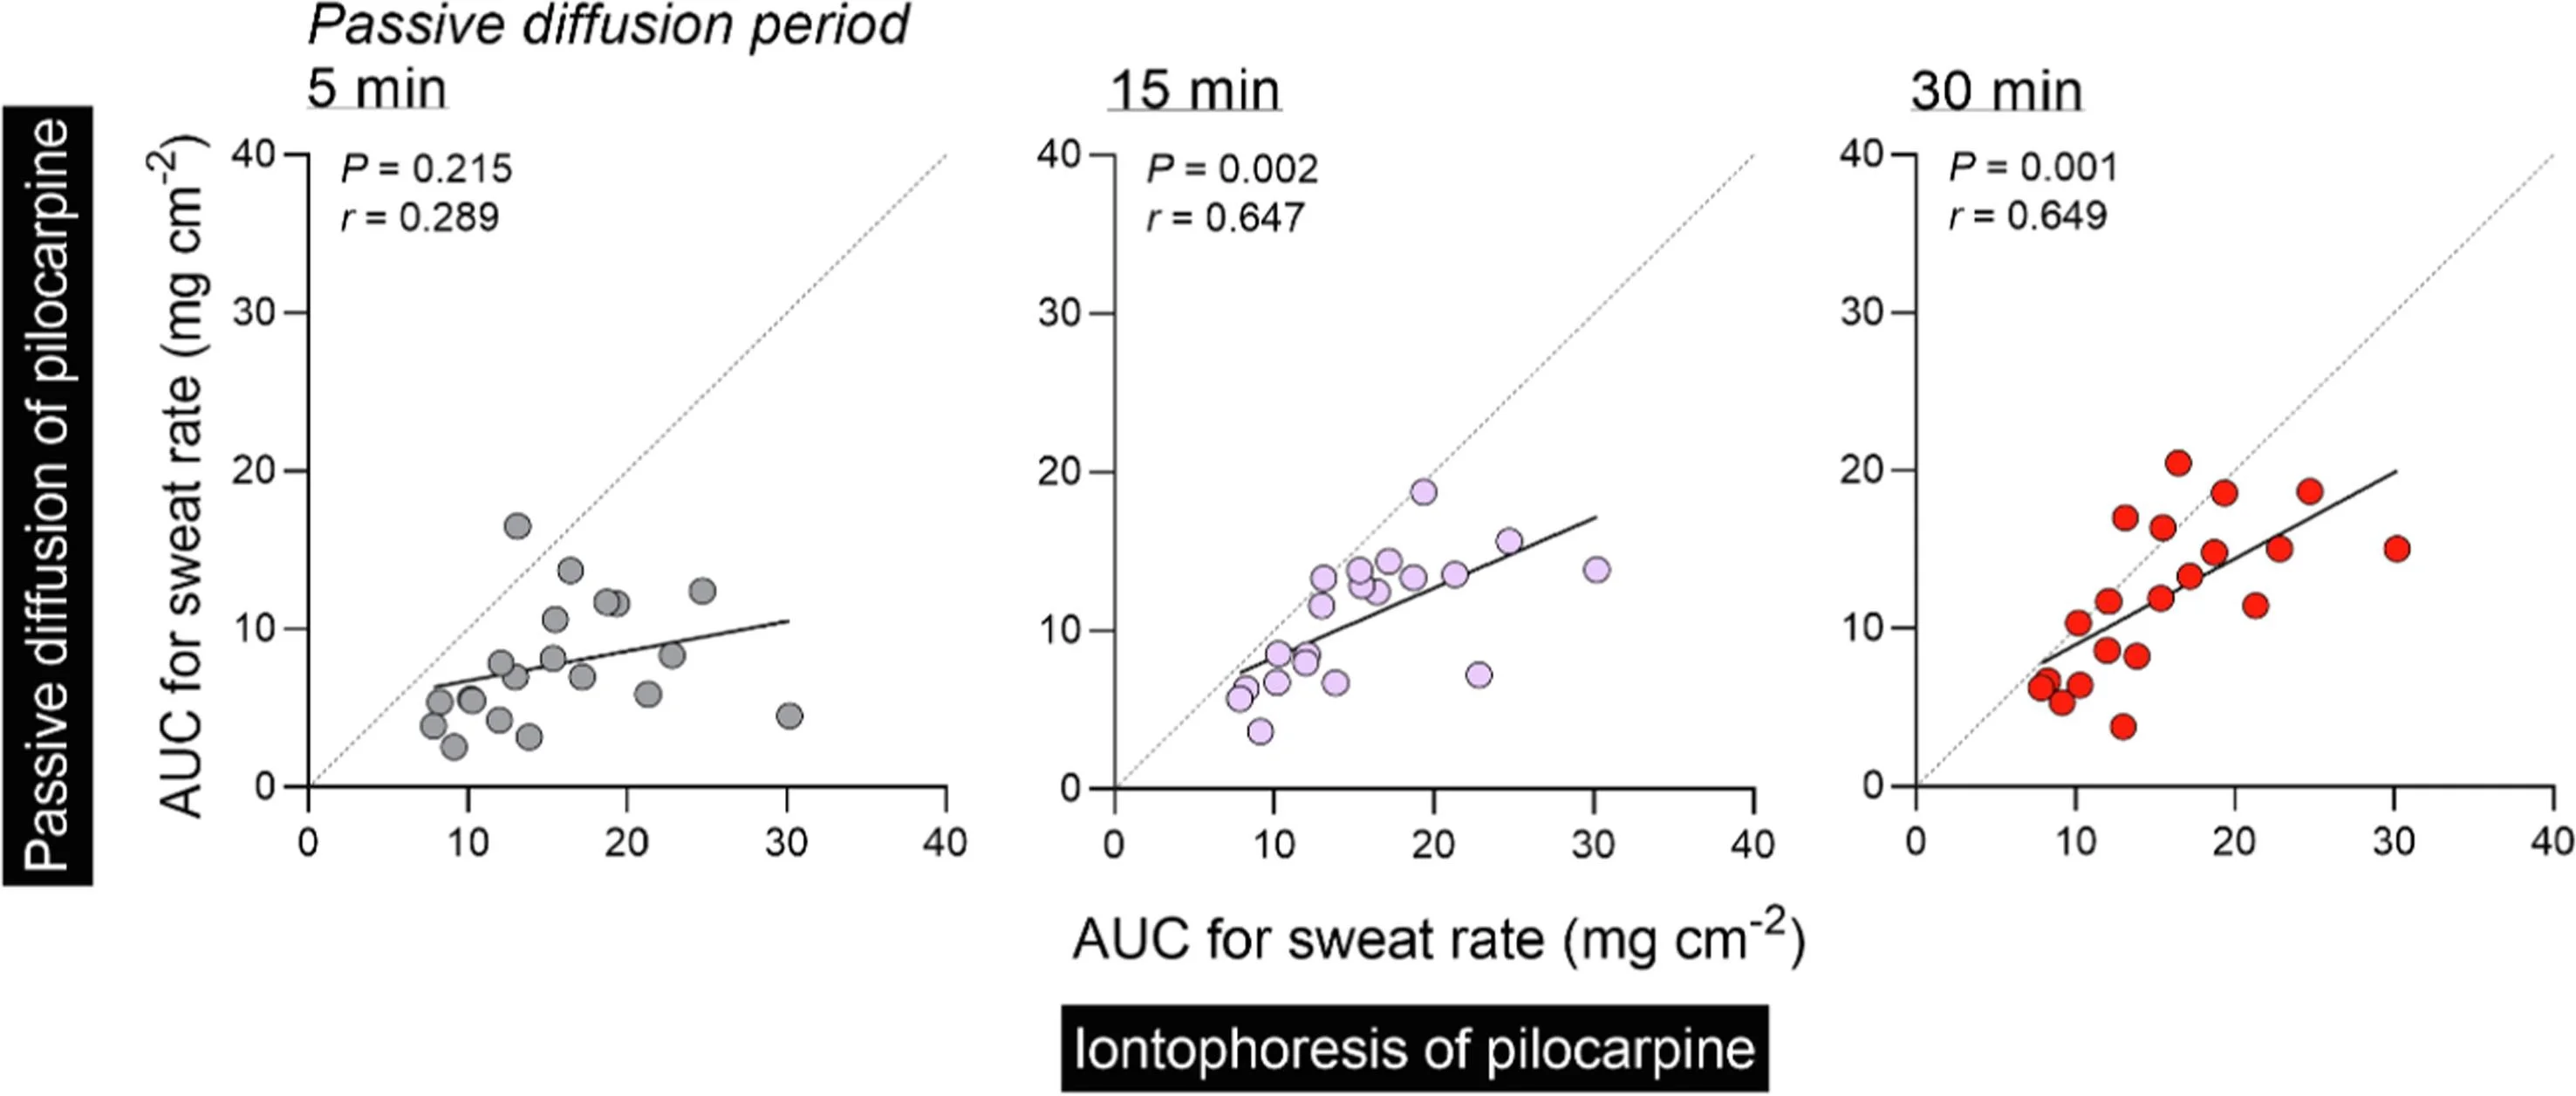 Passive diffusion period
5 min
15 min
30 min
Passive diffusion of pilocarpine
AUC for sweat rate (mg cm-2)
P = 0.215
r = 0.289
40
30
20
10
0
0 10 20 30 40
P = 0.002
r = 0.647
40
30
20
10
0
0 10 20 30 40
P = 0.001
r = 0.649
40
30
20
10
0
0 10 20 30 40
AUC for sweat rate (mg cm-2)
Iontophoresis of pilocarpine